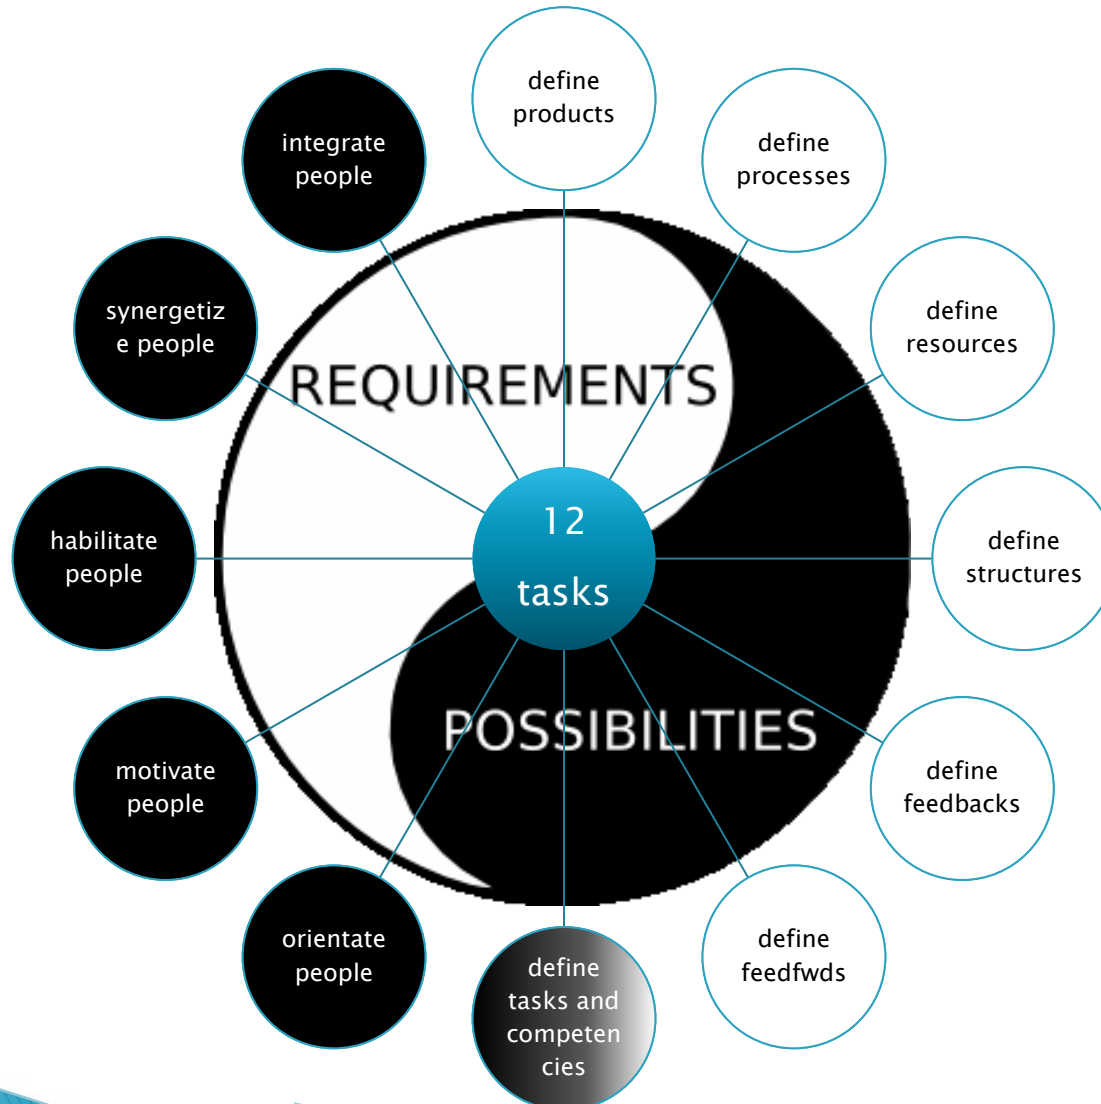 define
products
define
processes
define
resources
define
structures
define
feedbacks
define
feedfwds
define
tasks and
competen
cies
orientate
people
motivate
people
habilitate
people
synergetiz
e people
integrate
people
REQUIREMENTS
12
tasks
POSSIBILITIES